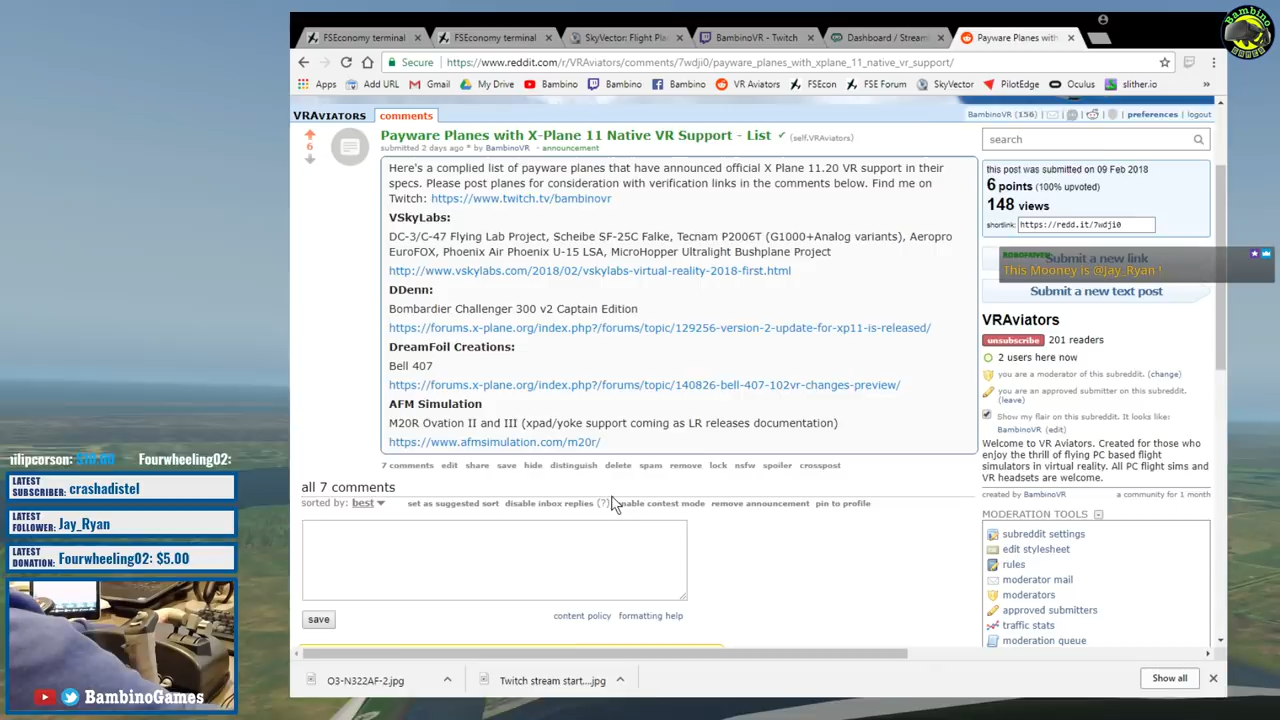 FSEconomy terminal
FSEconomy terminal
SkyVector: Flight Pla
BambinoVR - Twitch
Dashboard / Stream
Payware Planes with
Bambino
GAMES
Secure
https://www.reddit.com/r/VRAviators/comments/7wdji0/payware_planes_with_xplane_11_native_vr_support/
Apps
Add URL
Gmail
My Drive
Bambino
Bambino
Bambino
VR Aviators
FSEcon
FSE Forum
SkyVector
PilotEdge
Oculus
slither.io
»
VRAVIATORS
comments
BambinoVR (156)
preferences
logout
6
Payware Planes with X-Plane 11 Native VR Support - List
(self.VRAviators)
submitted 2 days ago * by BambinoVR - announcement
Here's a complied list of payware planes that have announced official X Plane 11.20 VR support in their
specs. Please post planes for consideration with verification links in the comments below. Find me on
Twitch: https://www.twitch.tv/bambinovr
VSkyLabs:
DC-3/C-47 Flying Lab Project, Scheibe SF-25C Falke, Tecnam P2006T (G1000+Analog variants), Aeropro
EuroFOX, Phoenix Air Phoenix U-15 LSA, MicroHopper Ultralight Bushplane Project
http://www.vskylabs.com/2018/02/vskylabs-virtual-reality-2018-first.html
DDenn:
Bombardier Challenger 300 v2 Captain Edition
https://forums.x-plane.org/index.php?/forums/topic/129256-version-2-update-for-xp11-is-released/
DreamFoil Creations:
Bell 407
https://forums.x-plane.org/index.php?/forums/topic/140826-bell-407-102vr-changes-preview/
AFM Simulation
M20R Ovation II and III (xpad/yoke support coming as LR releases documentation)
https://www.afmsimulation.com/m20r/
7 comments edit share save hide distinguish delete spam remove lock nsfw spoiler crosspost
all 7 comments
sorted by: best
set as suggested sort
disable inbox replies (?)
enable contest mode
remove announcement
pin to profile
save
content policy
formatting help
search
this post was submitted on 09 Feb 2018
6 points (100% upvoted)
148 views
shortlink: https://redd.it/7wdji0
Submit a new link
This Mooney is @Jay_Ryan !
Submit a new text post
VRAviators
unsubscribe 201 readers
2 users here now
you are a moderator of this subreddit. (change)
you are an approved submitter on this subreddit.
(leave)
Show my flair on this subreddit. It looks like:
BambinoVR (edit)
Welcome to VR Aviators. Created for those who
enjoy the thrill of flying PC based flight
simulators in virtual reality. All PC flight sims and
VR headsets are welcome.
created by BambinoVR
a community for 1 month
MODERATION TOOLS
subreddit settings
edit stylesheet
rules
moderator mail
moderators
approved submitters
traffic stats
moderation queue
O3-N322AF-2.jpg
Twitch stream start....jpg
Show all
iilipcorson: $10.00
Fourwheeling02:
LATEST
SUBSCRIBER: crashadistel
LATEST
FOLLOWER: Jay_Ryan
LATEST
DONATION: Fourwheeling02: $5.00
BambinoGames